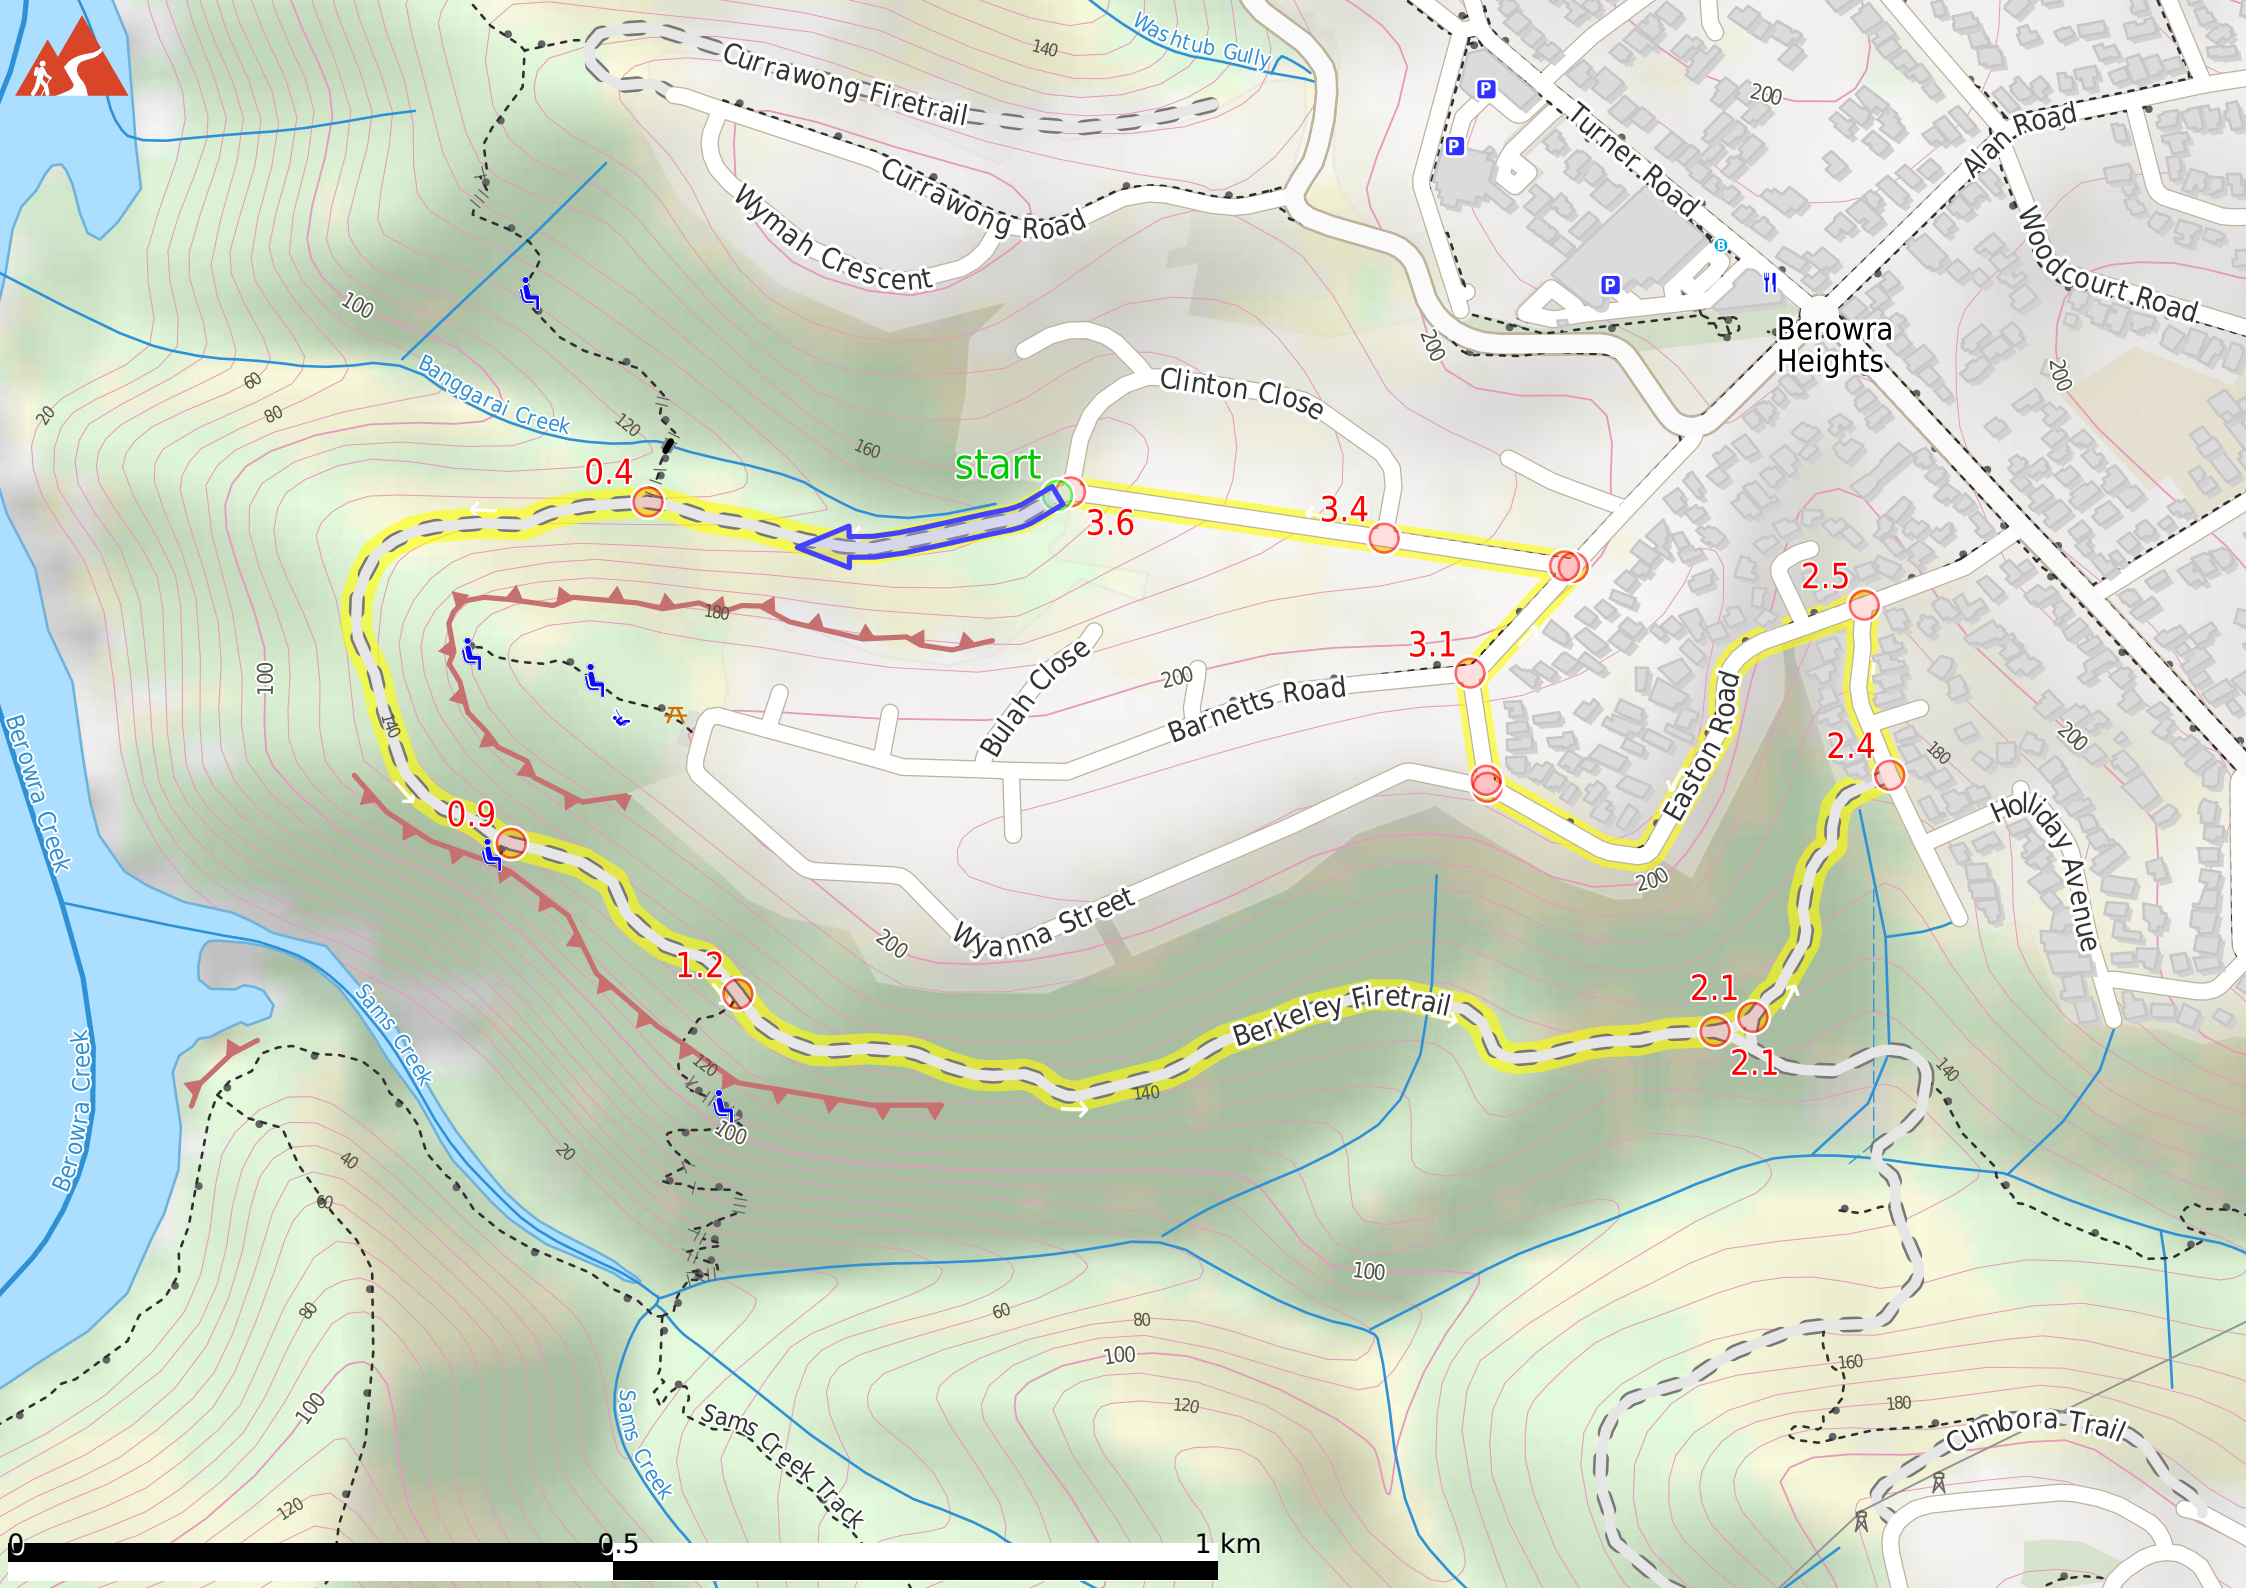 Washtub Gully
140
Currawong Firetrail
200
Turner Road
Alan Road
P
P
Currawong Road
Wymah Crescent
Woodcourt Road
B
P
100
Berowra
Heights
200
200
60
80
20
Banggarai Creek
120
160
Clinton Close
start
0.4
3.6
3.4
2.5
180
3.1
100
140
200
Bulah Close
Barnetts Road
Easton Road
2.4
180
200
Berowra Creek
0.9
Holliday Avenue
200
Wyanna Street
200
1.2
Berkeley Firetrail
2.1
2.1
Sams Creek
Berowra Creek
120
140
140
100
20
40
60
100
80
60
80
100
120
160
180
Cumbora Trail
100
120
Sams Creek
Sams Creek Track
0
0.5
1 km